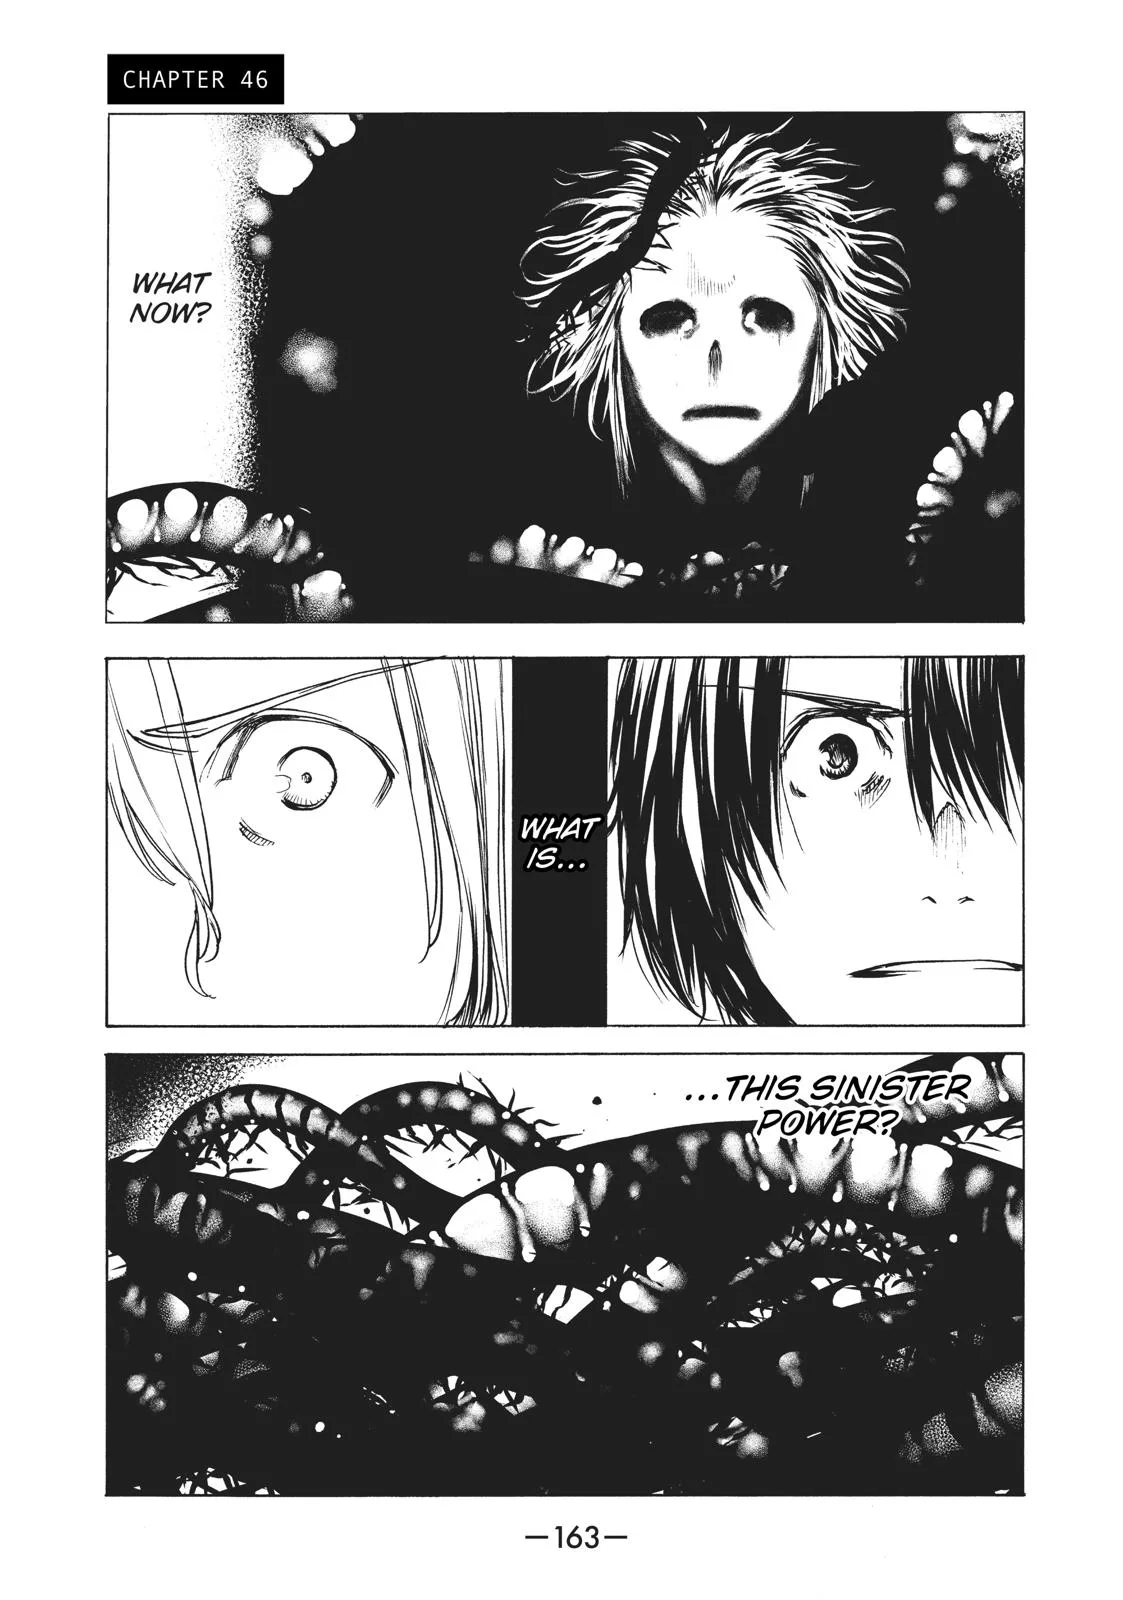 CHAPTER 46
WHAT
NOW?
WHAT
IS...
...THIS SINISTER
POWER?
—163—